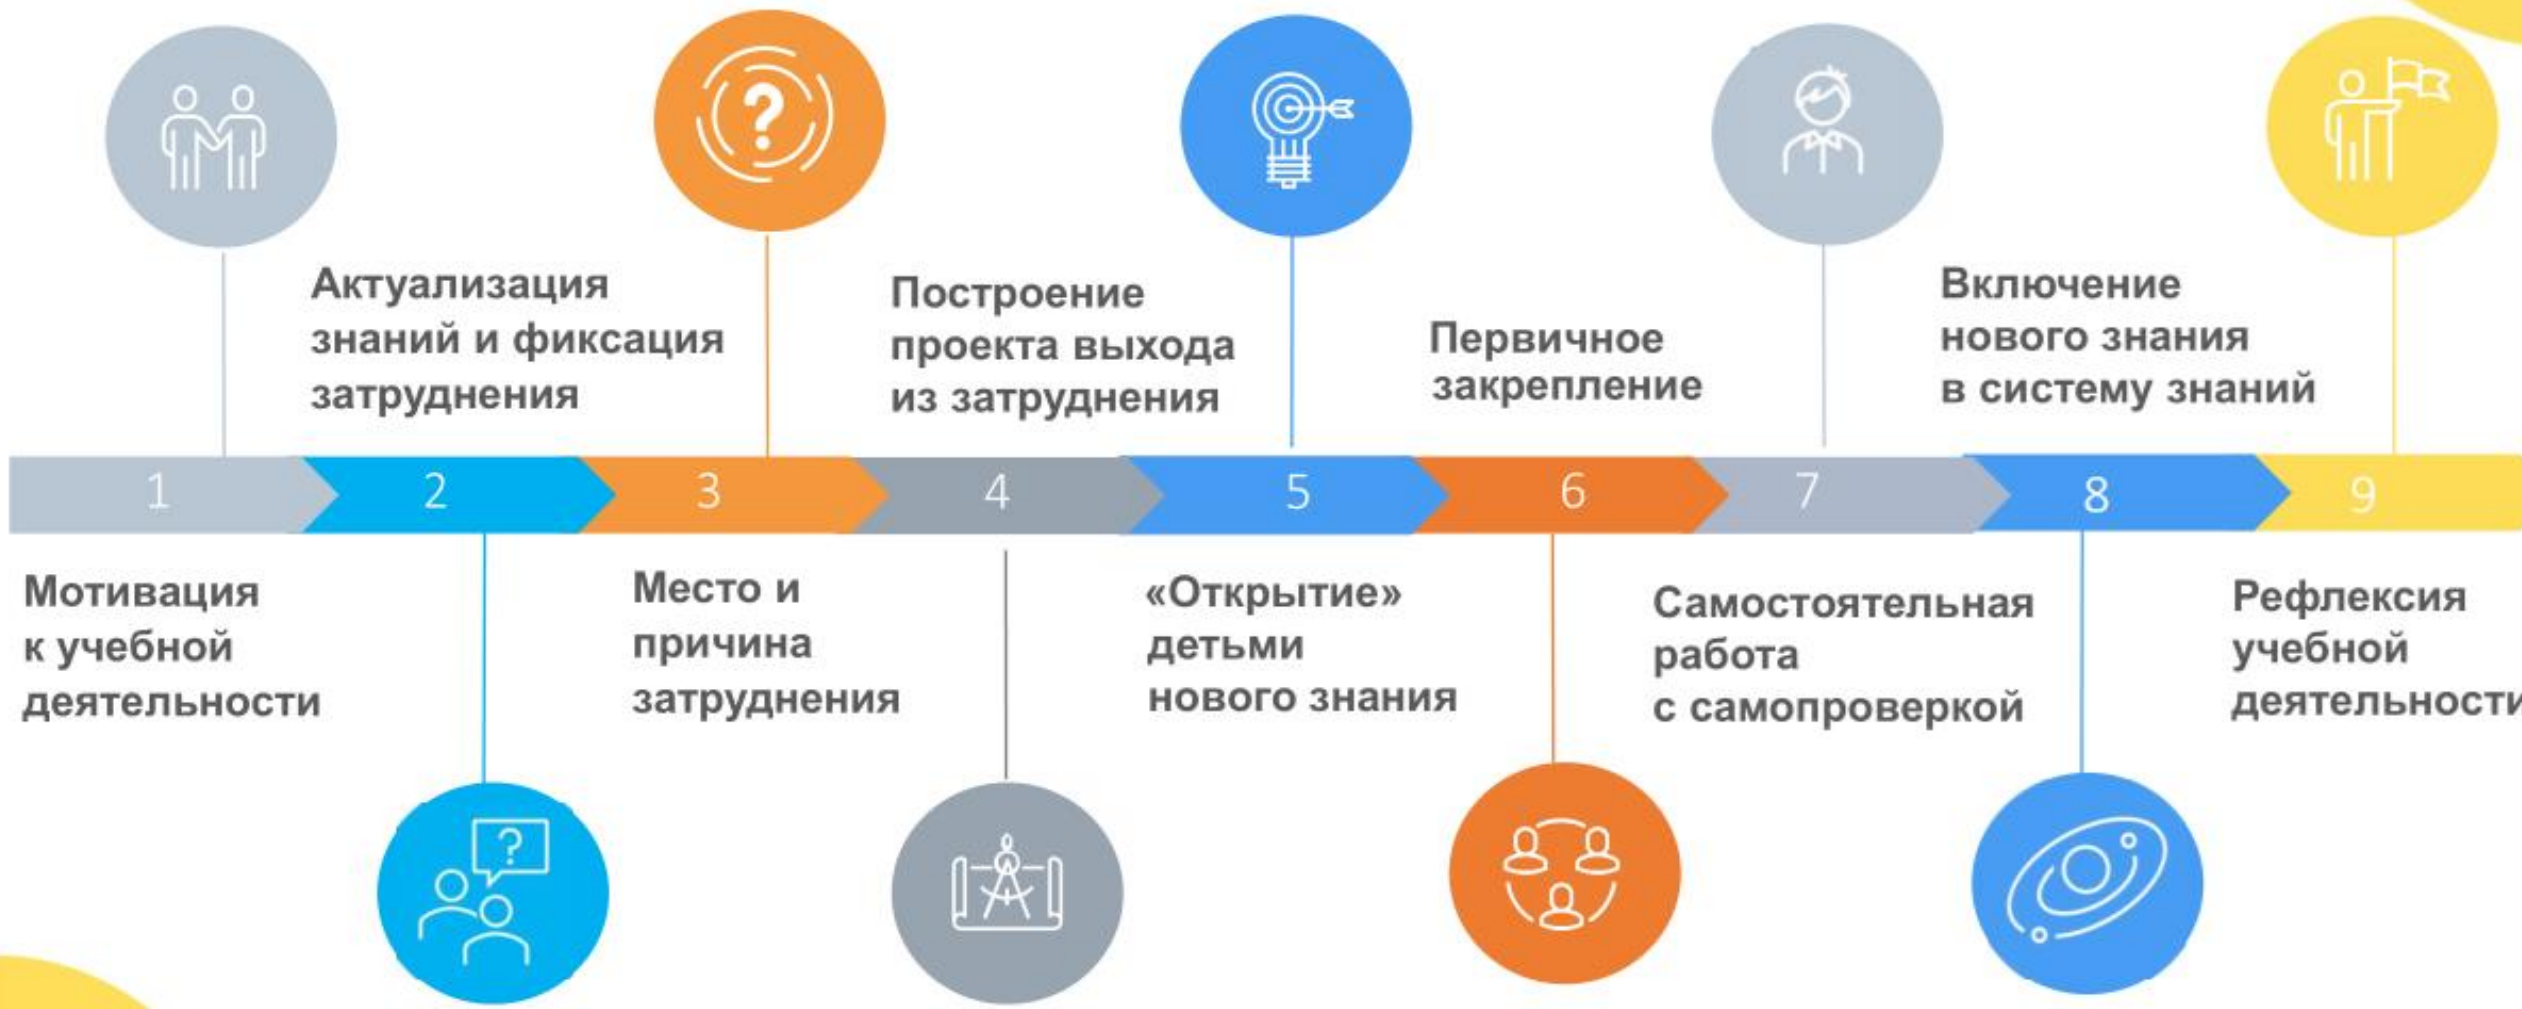 Актуализация
знаний и фиксация
затруднения
Построение
проекта выхода
из затруднения
Первичное
закрепление
Включение
нового знания
в систему знаний
1
2
3
4
5
6
7
8
9
Мотивация
к учебной
деятельности
Место и
причина
затруднения
«Открытие»
детьми
нового знания
Самостоятельная
работа
с самопроверкой
Рефлексия
учебной
деятельности
?
?